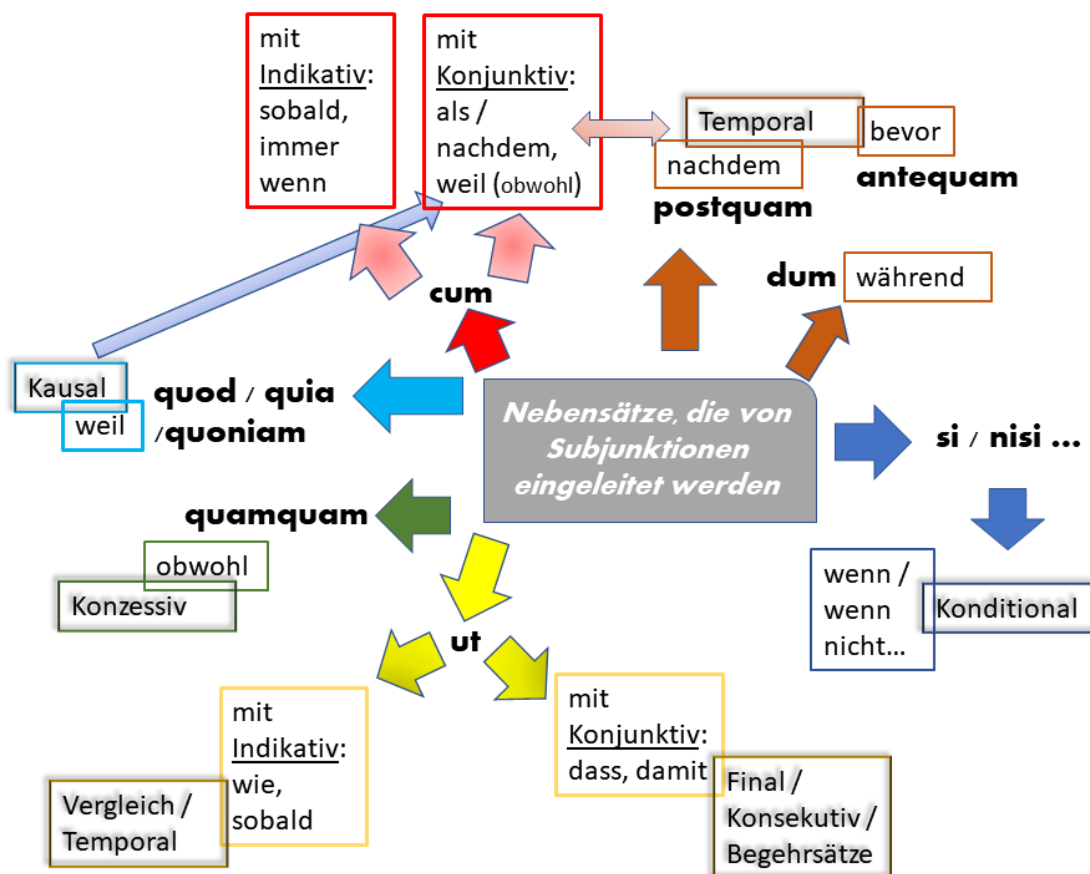 mit
Indikativ:
sobald,
immer
wenn
mit
Konjunktiv:
als /
nachdem,
weil (obwohl)
Temporal
bevor
nachdem
antequam
postquam
dum
während
cum
Kausal
weil
quod / quia
/quoniam
Nebensätze, die von
Subjunktionen
eingeleitet werden
si / nisi ...
quamquam
obwohl
Konzessiv
wenn /
wenn
nicht...
Konditional
ut
mit
Indikativ:
wie,
sobald
Vergleich /
Temporal
mit
Konjunktiv:
dass, damit
Final /
Konsekutiv /
Begehrsätze